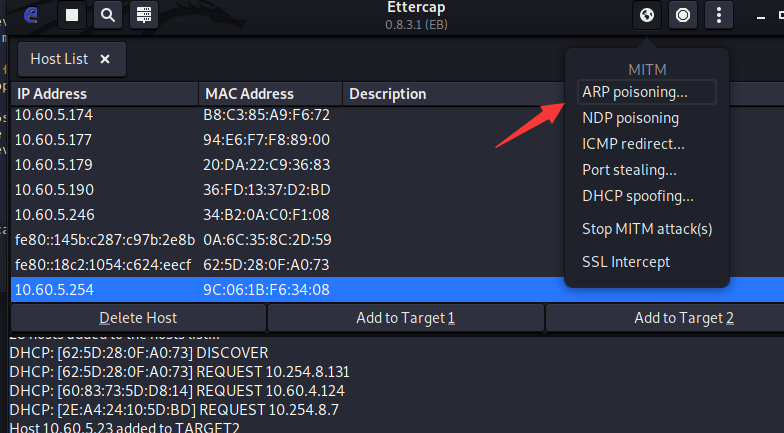 Ettercap
0.8.3.1 (EB)
Host List ×
IP Address MAC Address Description
10.60.5.174 B8:C3:85:A9:F6:72
10.60.5.177 94:E6:F7:F8:89:00
10.60.5.179 20:DA:22:C9:36:83
10.60.5.190 36:FD:13:37:D2:BD
10.60.5.246 34:B2:0A:C0:F1:08
fe80::145b:c287:c97b:2e8b 0A:6C:35:8C:2D:59
fe80::18c2:1054:c624:eecf 62:5D:28:0F:A0:73
10.60.5.254 9C:06:1B:F6:34:08
MITM
ARP poisoning...
NDP poisoning
ICMP redirect...
Port stealing...
DHCP spoofing...
Stop MITM attack(s)
SSL Intercept
Delete Host Add to Target 1 Add to Target 2
hosts added to the hosts list...
DHCP: [62:5D:28:0F:A0:73] DISCOVER
DHCP: [62:5D:28:0F:A0:73] REQUEST 10.254.8.131
DHCP: [60:83:73:5D:D8:14] REQUEST 10.60.4.124
DHCP: [2E:A4:24:10:5D:BD] REQUEST 10.254.8.7
Host 10.60.5.23 added to TARGET2